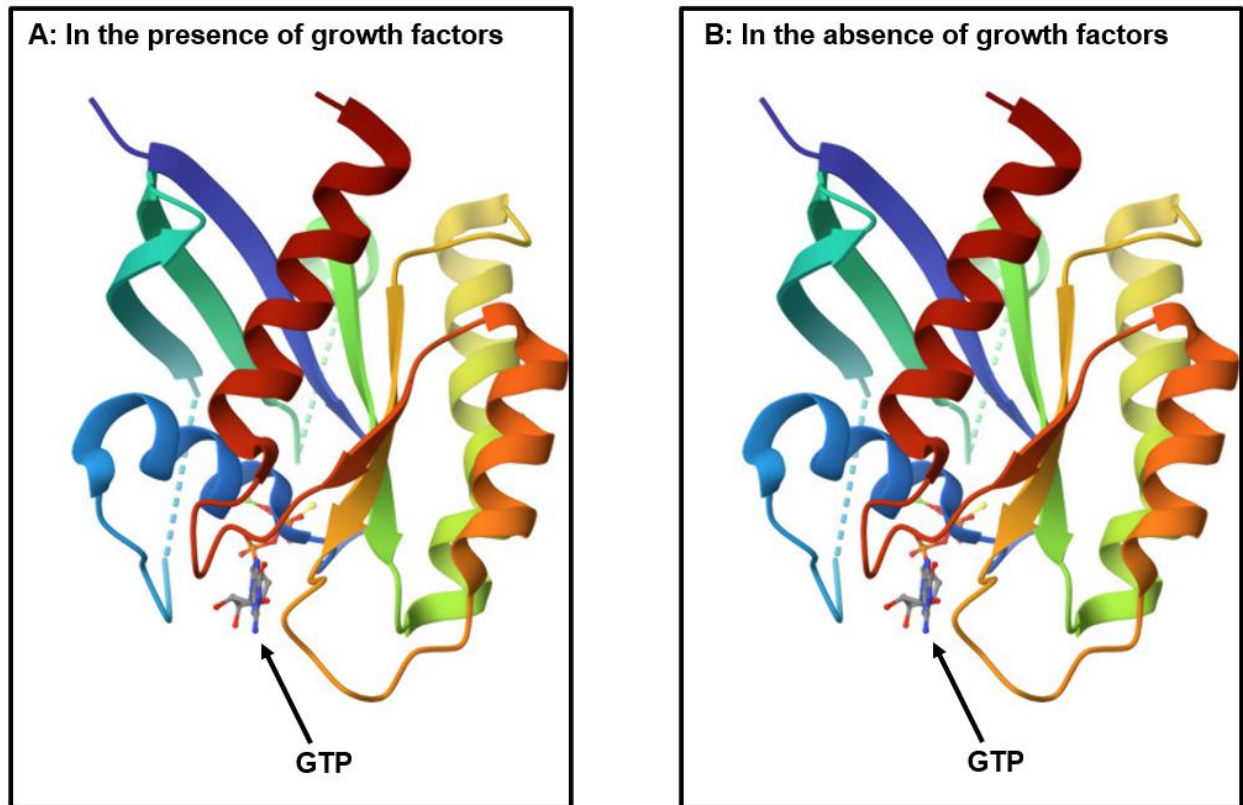 A: In the presence of growth factors
GTP
B: In the absence of growth factors
GTP